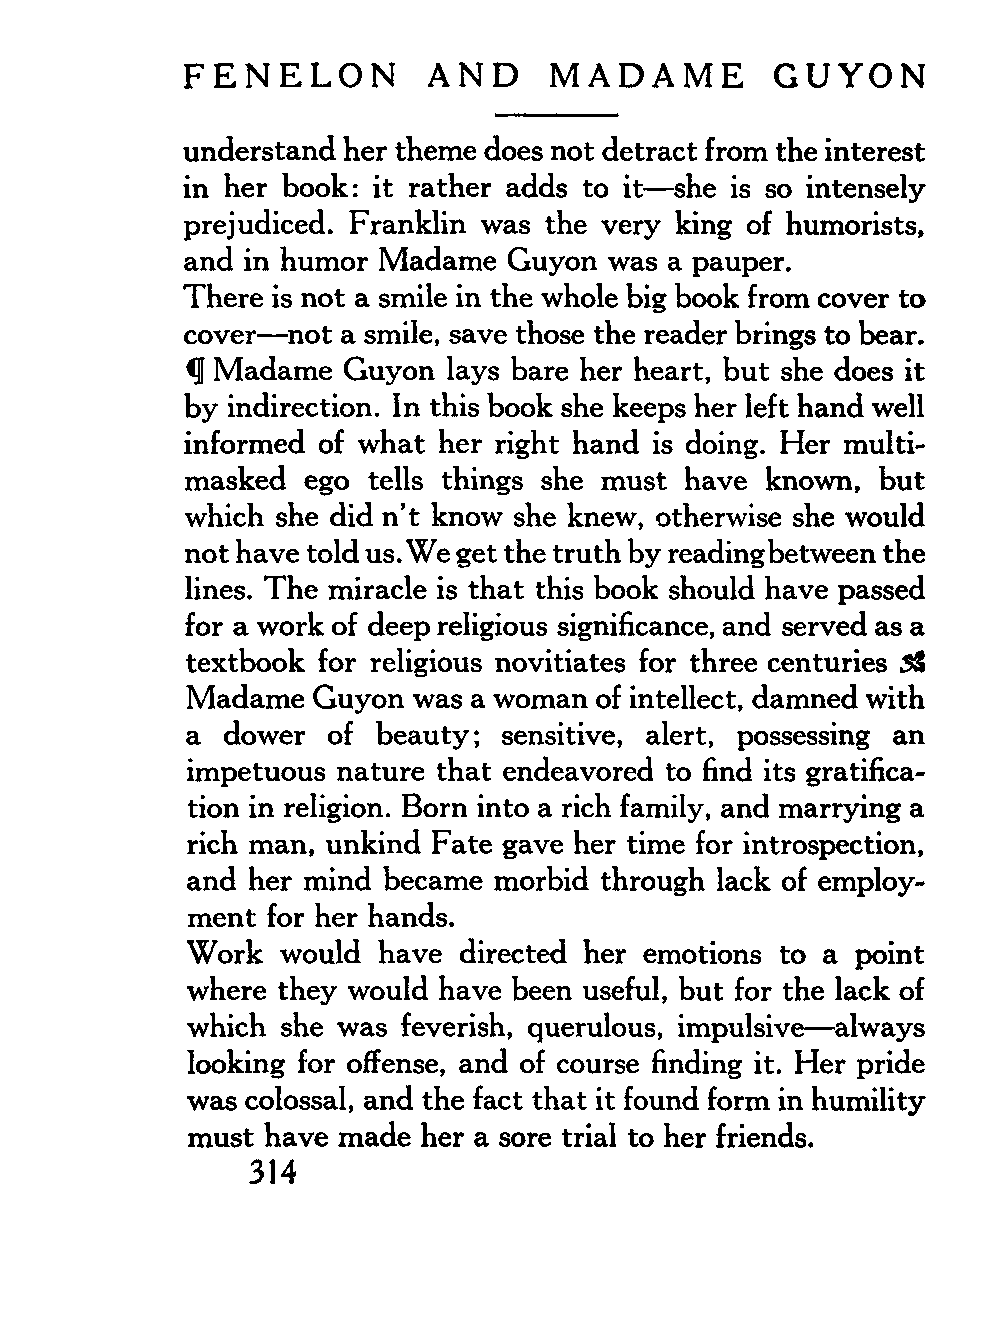 FENELON AND MADAME GUYON
understand her theme does not detract from the interest
in her book: it rather adds to it—she is so intensely
prejudiced. Franklin was the very king of humorists,
and in humor Madame Guyon was a pauper.
There is not a smile in the whole big book from cover to
cover—not a smile, save those the reader brings to bear.
¶ Madame Guyon lays bare her heart, but she does it
by indirection. In this book she keeps her left hand well
informed of what her right hand is doing. Her multi-
masked ego tells things she must have known, but
which she did n't know she knew, otherwise she would
not have told us. We get the truth by reading between the
lines. The miracle is that this book should have passed
for a work of deep religious significance, and served as a
textbook for religious novitiates for three centuries
Madame Guyon was a woman of intellect, damned with
a dower of beauty; sensitive, alert, possessing an
impetuous nature that endeavored to find its gratifica-
tion in religion. Born into a rich family, and marrying a
rich man, unkind Fate gave her time for introspection,
and her mind became morbid through lack of employ-
ment for her hands.
Work would have directed her emotions to a point
where they would have been useful, but for the lack of
which she was feverish, querulous, impulsive—always
looking for offense, and of course finding it. Her pride
was colossal, and the fact that it found form in humility
must have made her a sore trial to her friends.
314